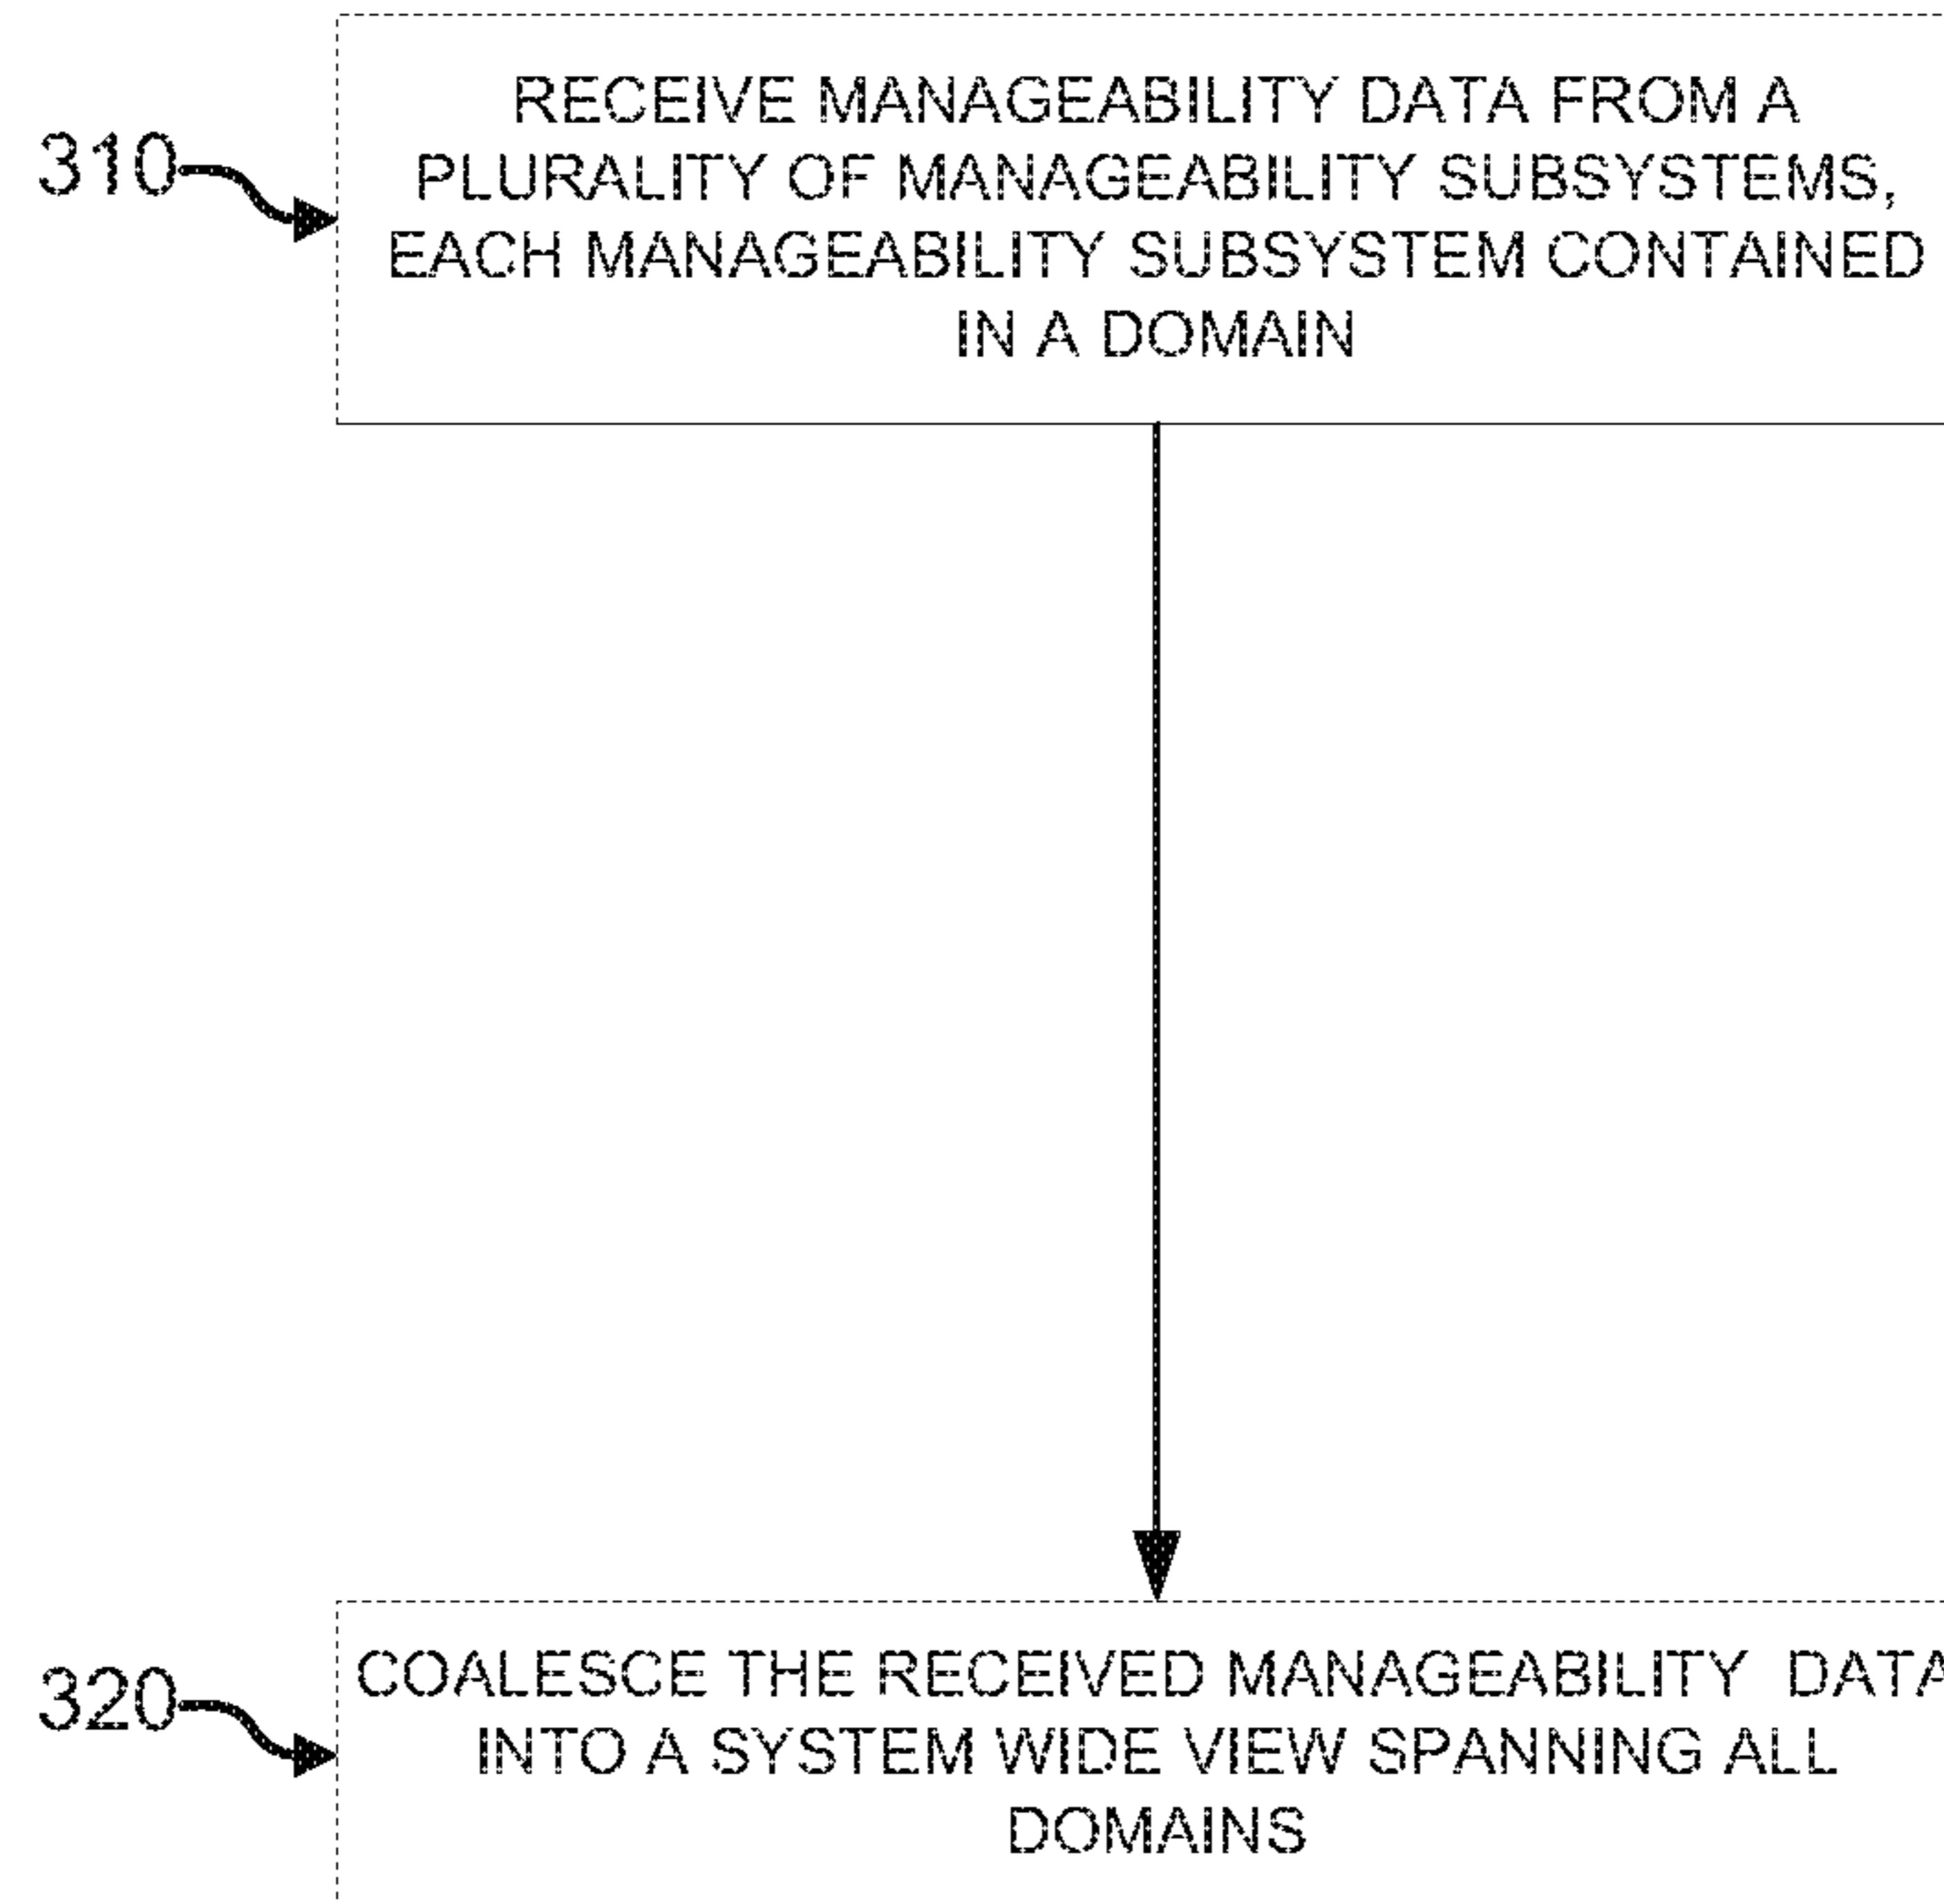 310
RECEIVE MANAGEABILITY DATA FROM A
PLURALITY OF MANAGEABILITY SUBSYSTEMS,
EACH MANAGEABILITY SUBSYSTEM CONTAINED
IN A DOMAIN
320
COALESCE THE RECEIVED MANAGEABILITY DATA
INTO A SYSTEM WIDE VIEW SPANNING ALL
DOMAINS